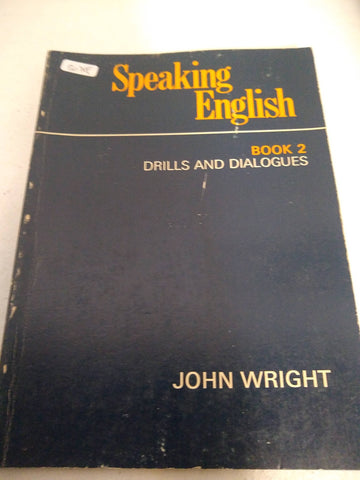 Speaking
English
BOOK 2
DRILLS AND DIALOGUES
JOHN WRIGHT